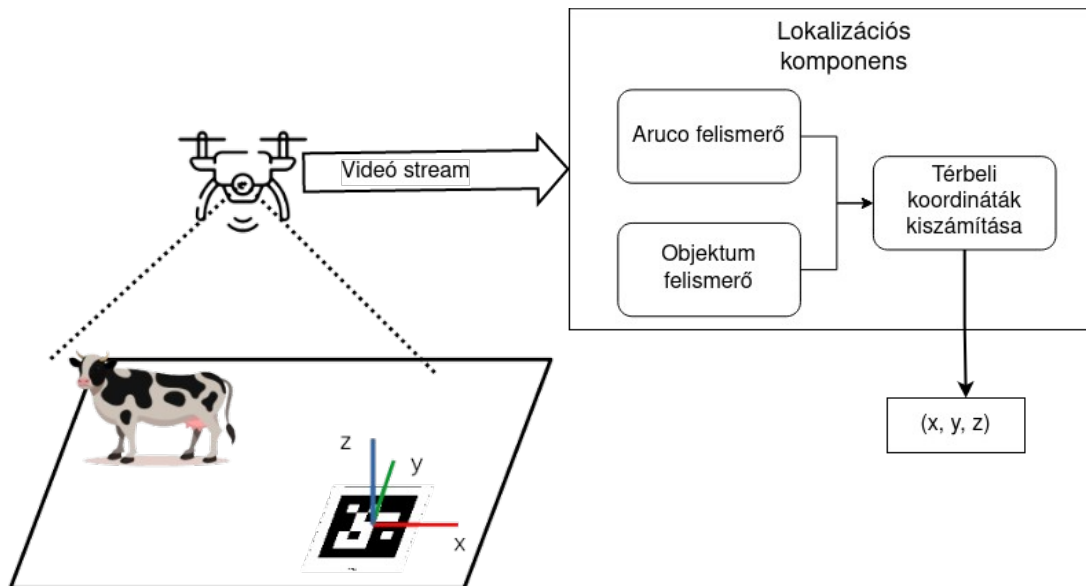 Lokalizációs
komponens
Aruco felismerő
Videó stream
Térbeli
koordináták
kiszámítása
Objektum
felismerő
(x, y, z)
z
y
x